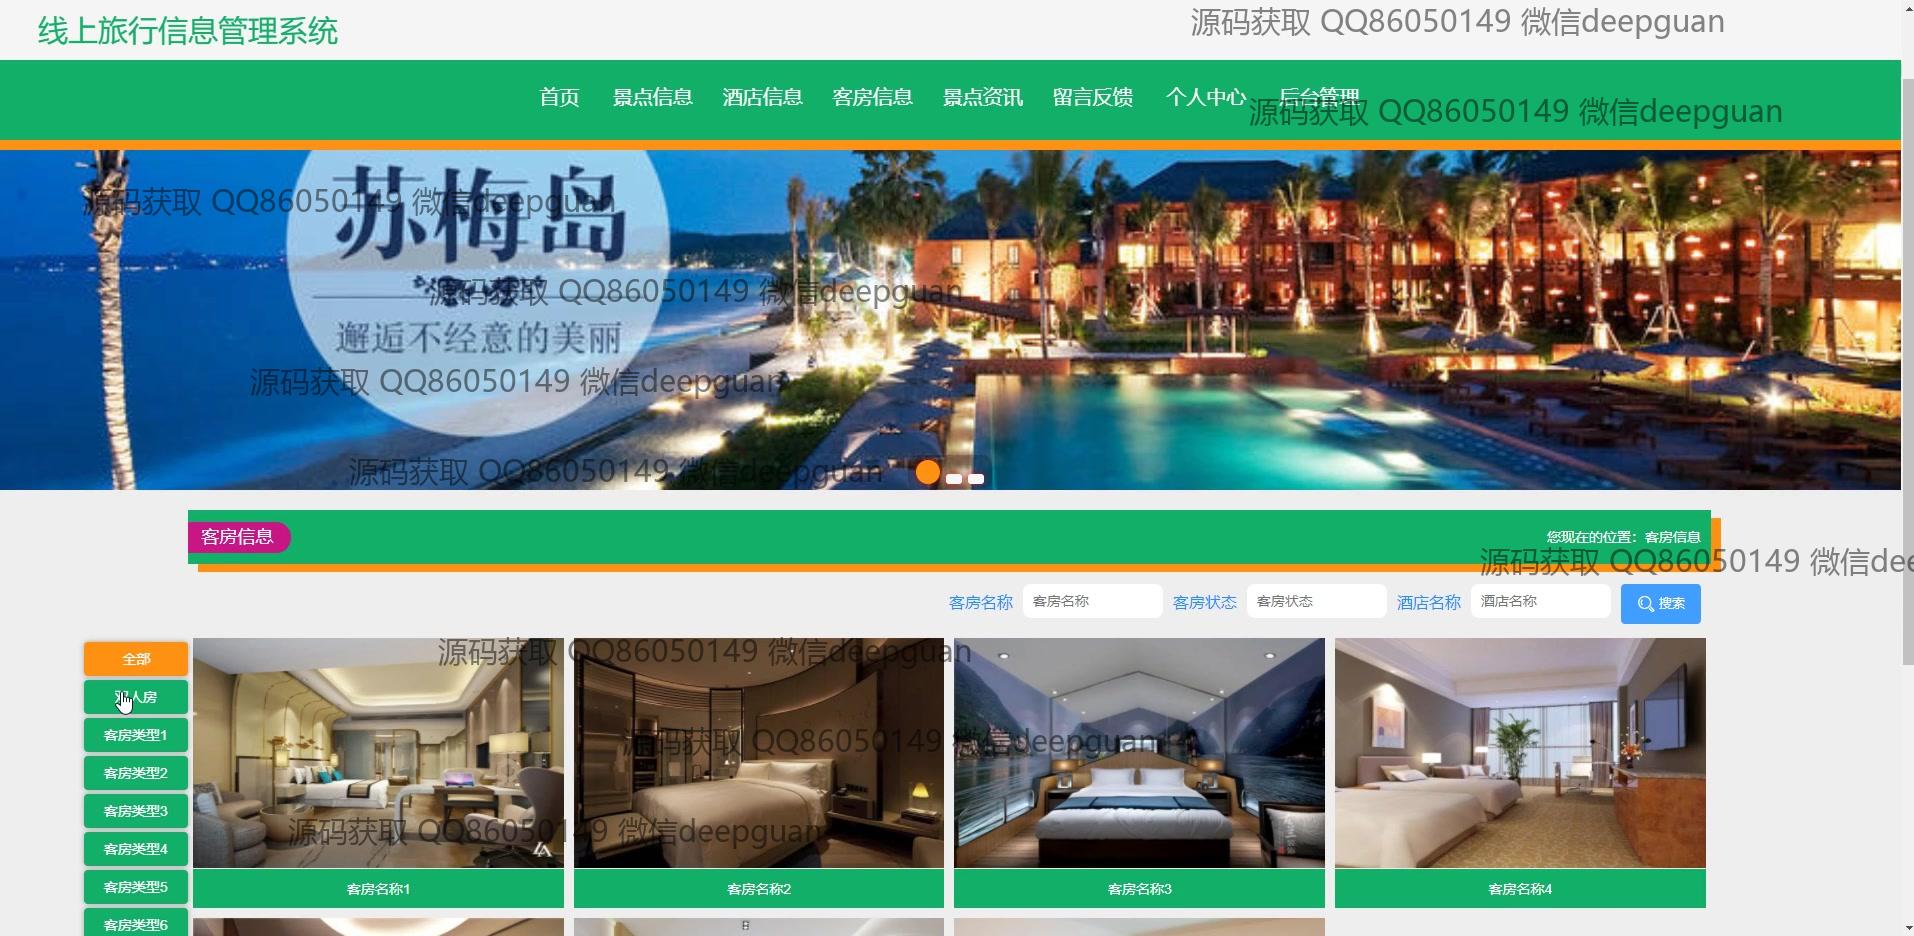 线上旅行信息管理系统
源码获取 QQ86050149 微信deepguan
首页 景点信息 酒店信息 客房信息 景点资讯 留言反馈 个人中心 后台管理
源码获取 QQ86050149 微信deepguan
苏梅岛
源码获取 QQ86050149 微信deepguan
源码获取 QQ86050149 微信deepguan
邂逅不经意的美丽
源码获取 QQ86050149 微信deepguan
源码获取 QQ86050149 微信deepguan
客房信息
您现在的位置：客房信息
源码获取 QQ86050149 微信dee
客房名称 客房名称 客房状态 客房状态 酒店名称 酒店名称 搜索
源码获取 QQ86050149 微信deepguan
全部
人房
客房类型1
源码获取 QQ86050149 微信deepguan
客房类型2
客房类型3
源码获取 QQ86050149 微信deepguan
客房类型4
客房类型5
客房名称1 客房名称2 客房名称3 客房名称4
客房类型6